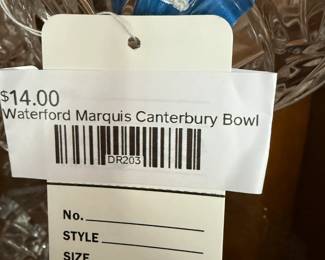 $14.00
Waterford Marquis Canterbury Bowl
DR203
No.
STYLE
SIZE